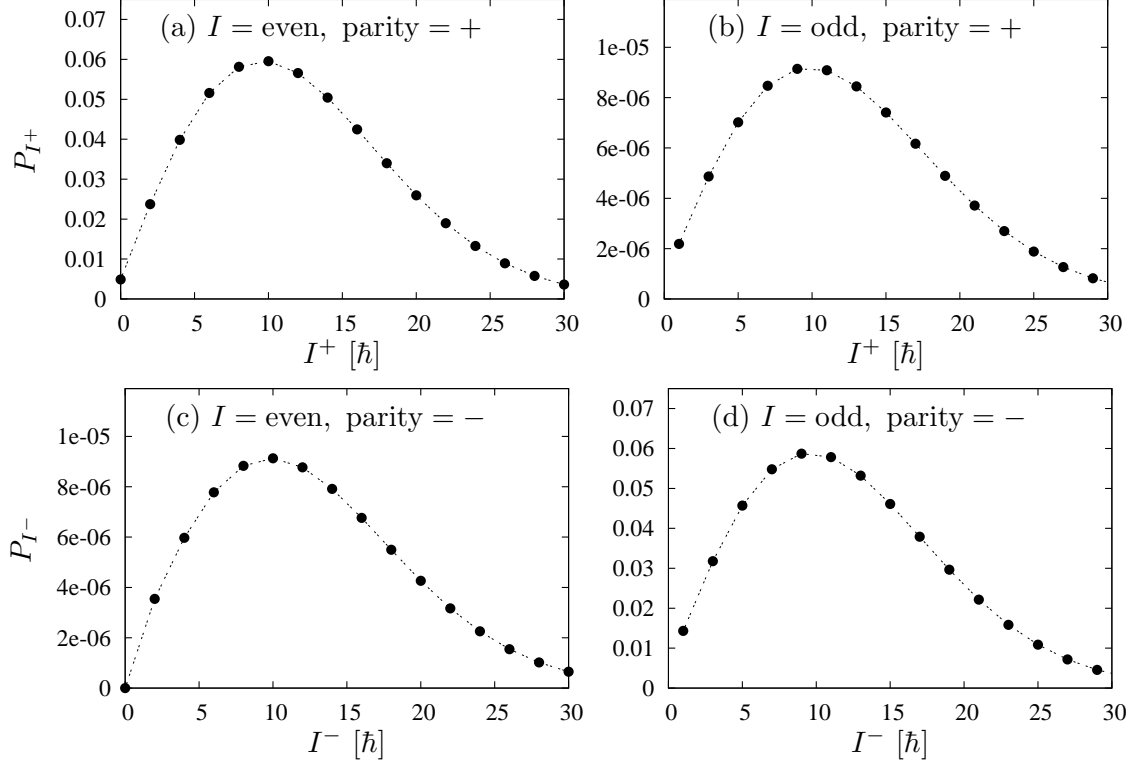 (a) I = even, parity = +
P_{I^+}
0.07
0.06
0.05
0.04
0.03
0.02
0.01
0
0 5 10 15 20 25 30
I^+ [ħ]
(b) I = odd, parity = +
1e-05
8e-06
6e-06
4e-06
2e-06
0
0 5 10 15 20 25 30
I^+ [ħ]
(c) I = even, parity = −
P_{I^-}
1e-05
8e-06
6e-06
4e-06
2e-06
0
0 5 10 15 20 25 30
I^− [ħ]
(d) I = odd, parity = −
0.07
0.06
0.05
0.04
0.03
0.02
0.01
0
0 5 10 15 20 25 30
I^− [ħ]